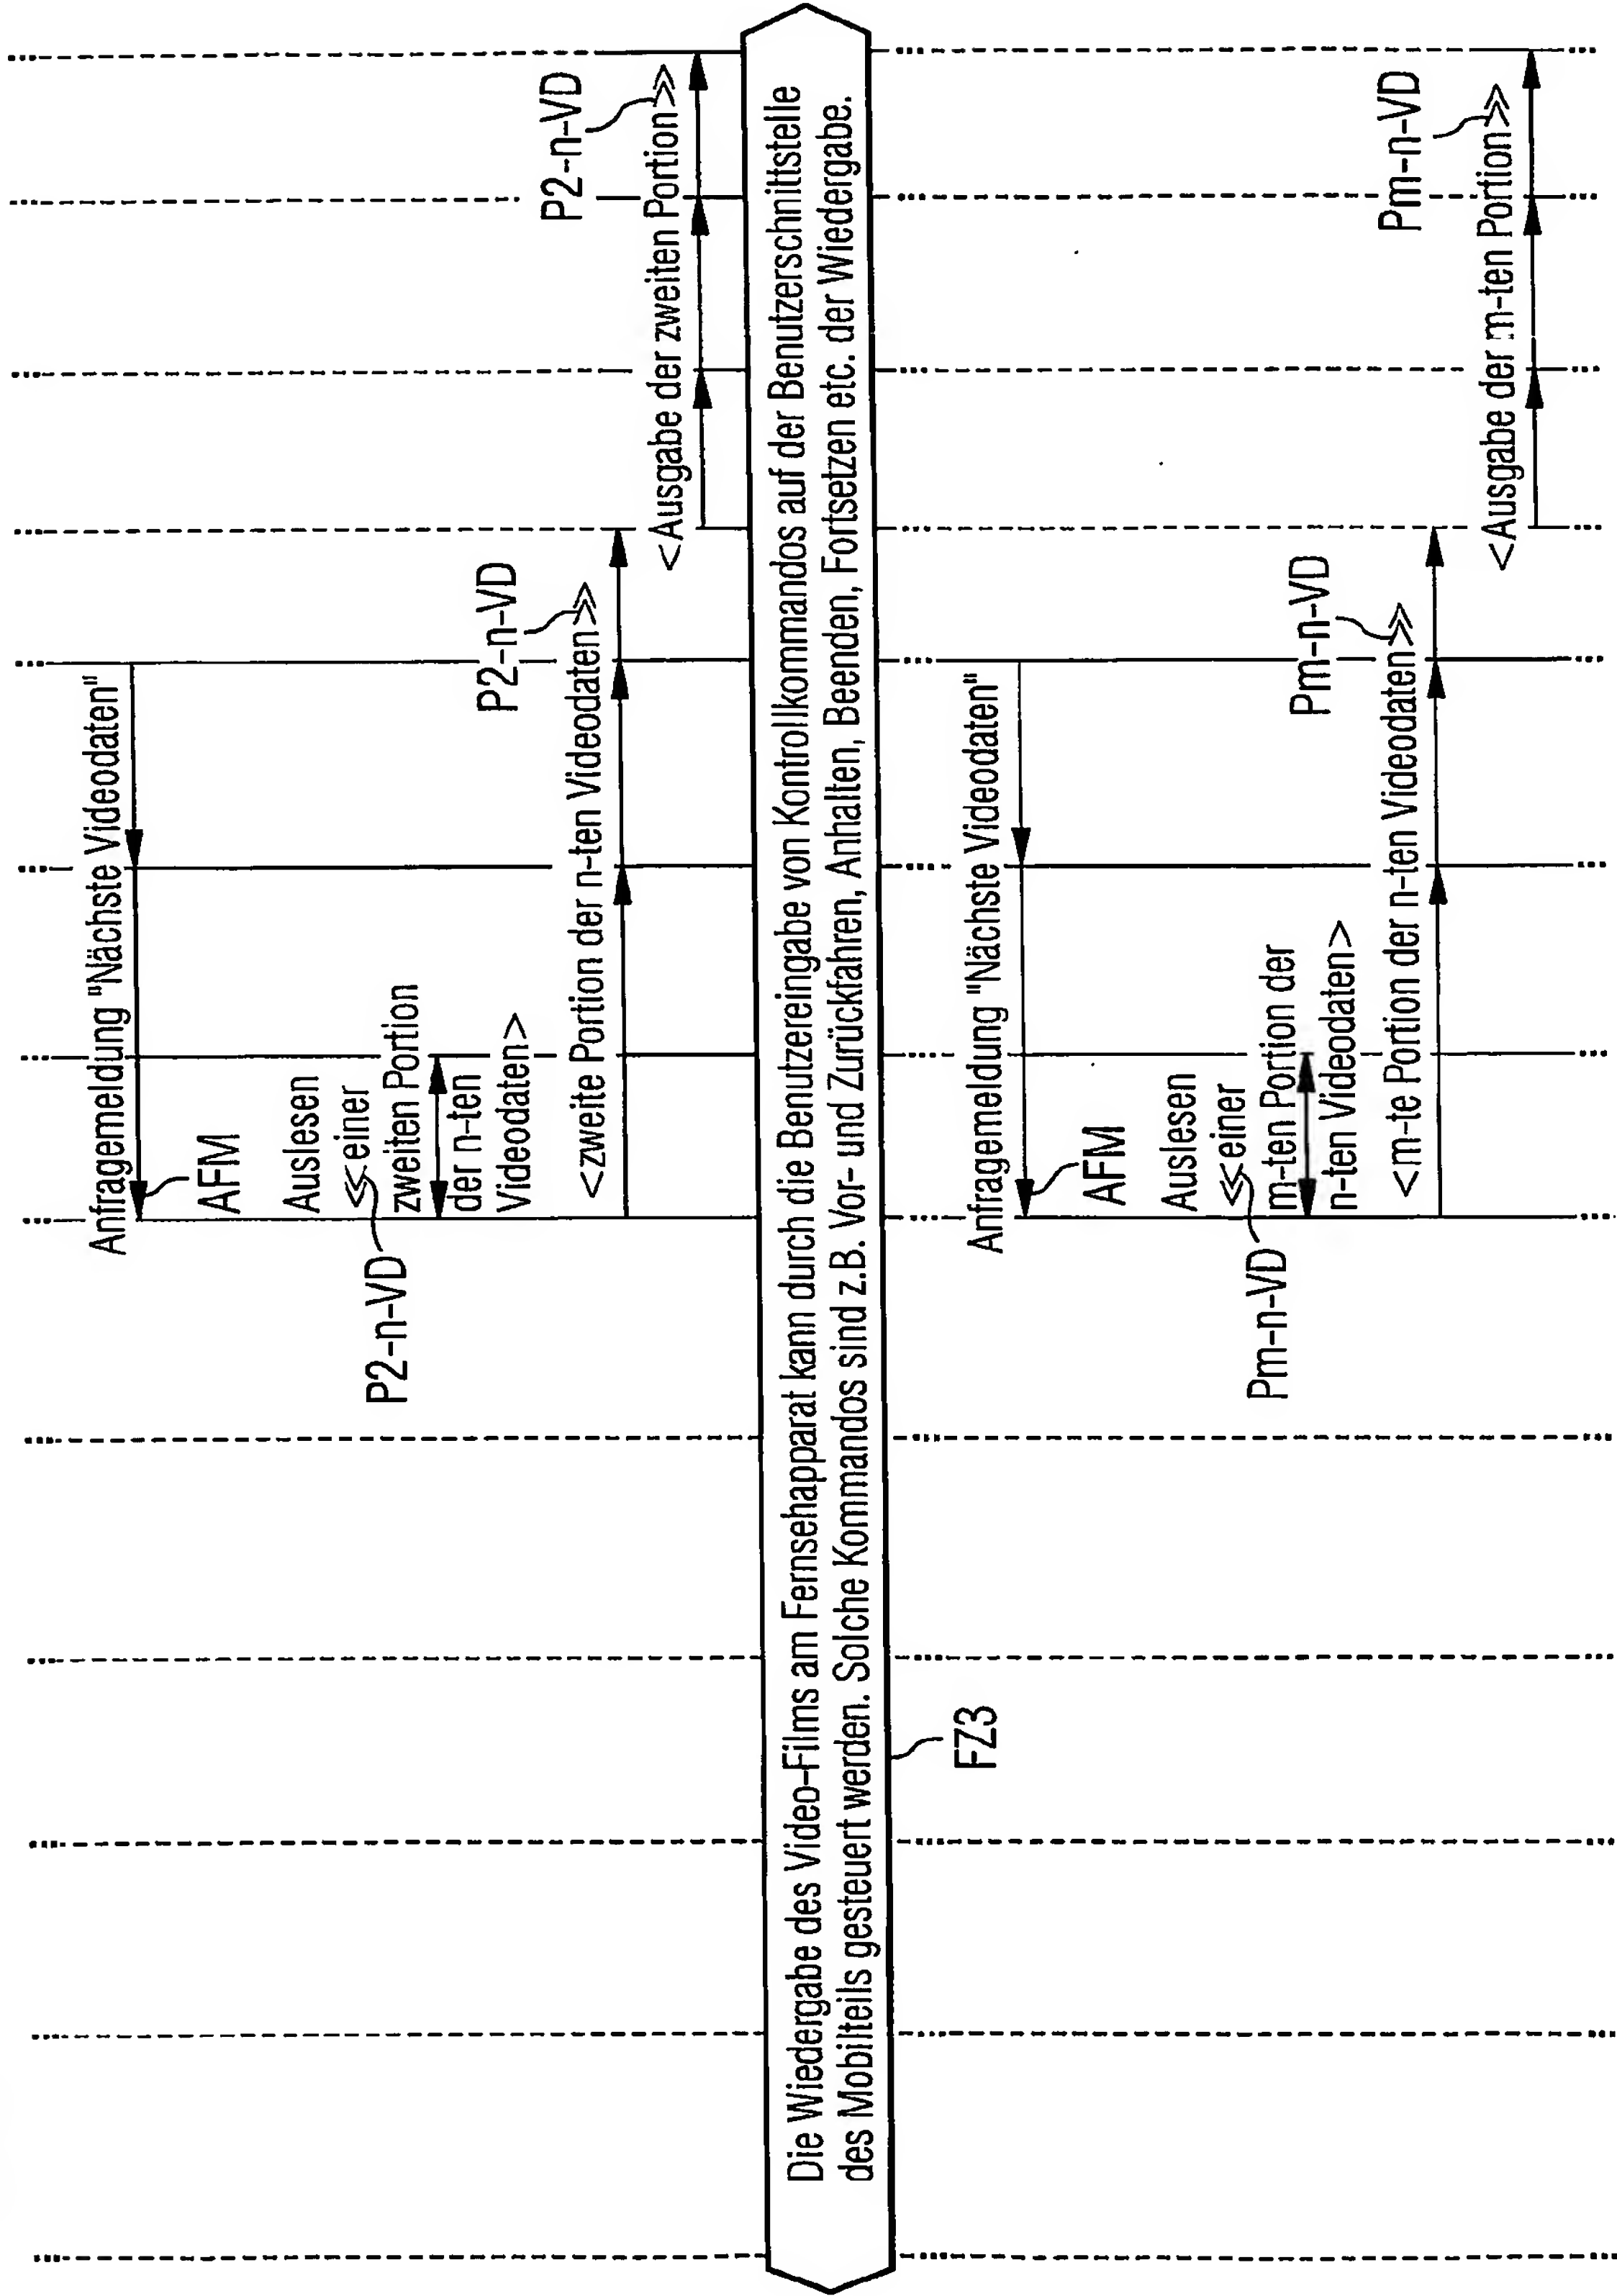 Anfragemeldung "Nächste Videodaten"
AFM
Auslesen
<<einer
zweiten Portion
der n-ten
Videodaten>
P2-n-VD
P2-n-VD
<zweite Portion der n-ten Videodaten>>
P2-n-VD
<Ausgabe der zweiten Portion>>
Die Wiedergabe des Video-Films am Fernsehapparat kann durch die Benutzereingabe von Kontrollkommandos auf der Benutzerschnittstelle
des Mobilteils gesteuert werden. Solche Kommandos sind z.B. Vor- und Zurückfahren, Anhalten, Beenden, Fortsetzen etc. der Wiedergabe.
FZ3
Anfragemeldung "Nächste Videodaten"
AFM
Auslesen
<<einer
m-ten Portion der
n-ten Videodaten>
Pm-n-VD
Pm-n-VD
<m-te Portion der n-ten Videodaten>>
Pm-n-VD
<Ausgabe der m-ten Portion>>